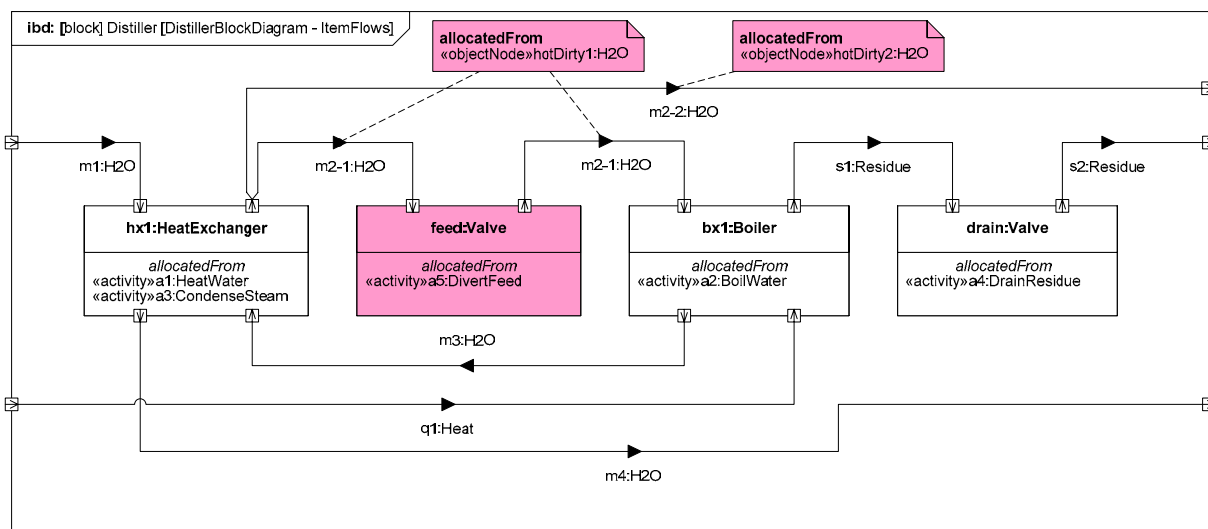 ibd: [block] Distiller [DistillerBlockDiagram - ItemFlows]
allocatedFrom
«objectNode»hotDirty1:H2O
allocatedFrom
«objectNode»hotDirty2:H2O
m2-2:H2O
m1:H2O
m2-1:H2O
m2-1:H2O
s1:Residue
s2:Residue
hx1:HeatExchanger
allocatedFrom
«activity»a1:HeatWater
«activity»a3:CondenseSteam
feed:Valve
allocatedFrom
«activity»a5:DivertFeed
bx1:Boiler
allocatedFrom
«activity»a2:BoilWater
drain:Valve
allocatedFrom
«activity»a4:DrainResidue
m3:H2O
q1:Heat
m4:H2O